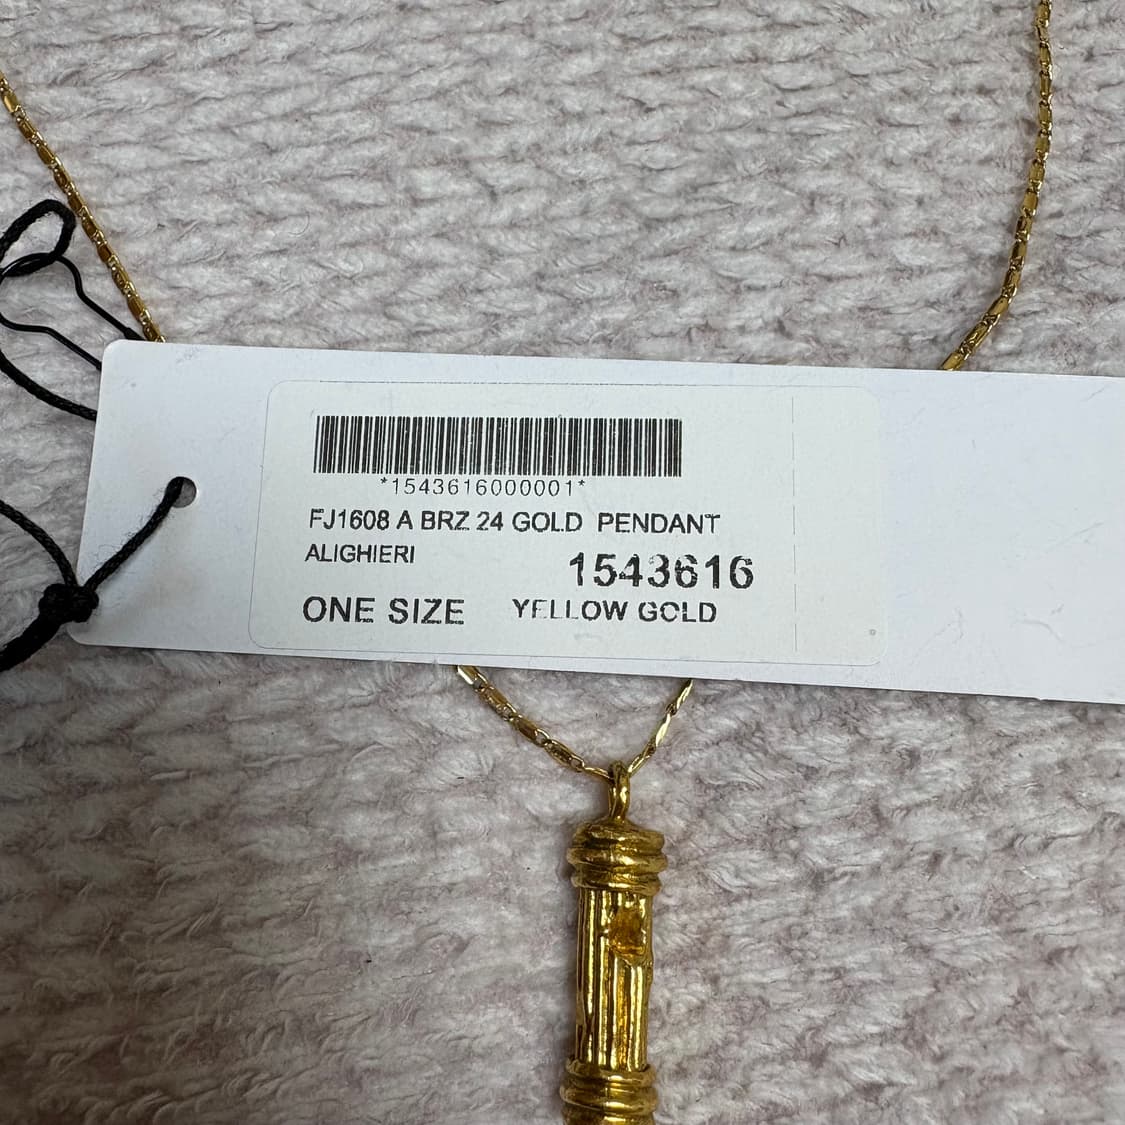 *1543616000001*
FJ1608 A BRZ 24 GOLD PENDANT
ALIGHIERI
1543616
ONE SIZE YELLOW GOLD